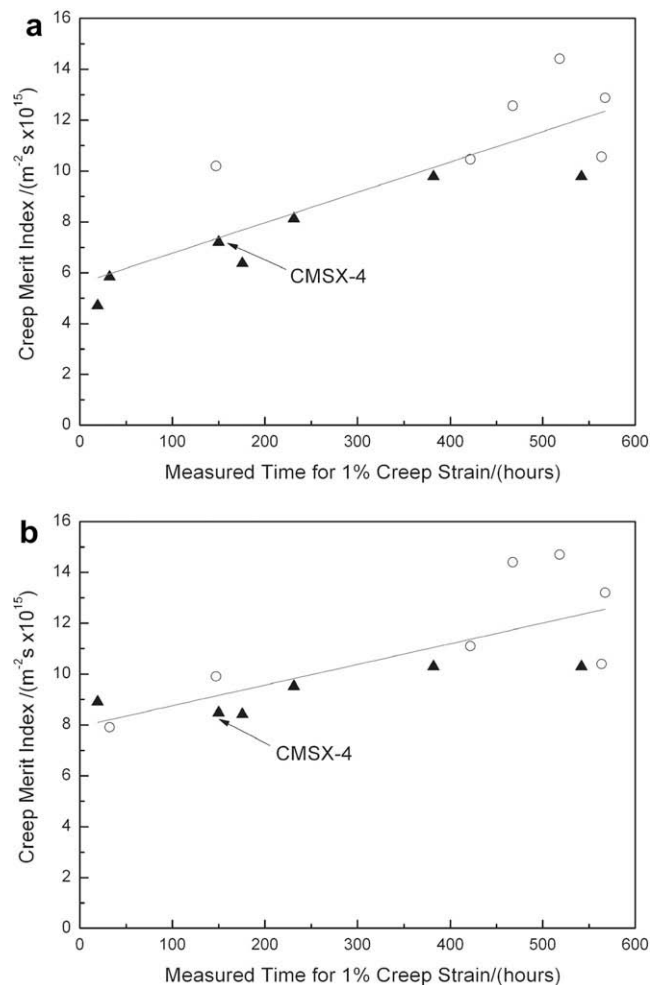 a
16
14
12
10
8
6
4
2
0
Creep Merit Index /(m⁻²s x10¹⁵)
CMSX-4
0 100 200 300 400 500 600
Measured Time for 1% Creep Strain/(hours)
b
16
14
12
10
8
6
4
2
0
Creep Merit Index /(m⁻²s x10¹⁵)
CMSX-4
0 100 200 300 400 500 600
Measured Time for 1% Creep Strain/(hours)